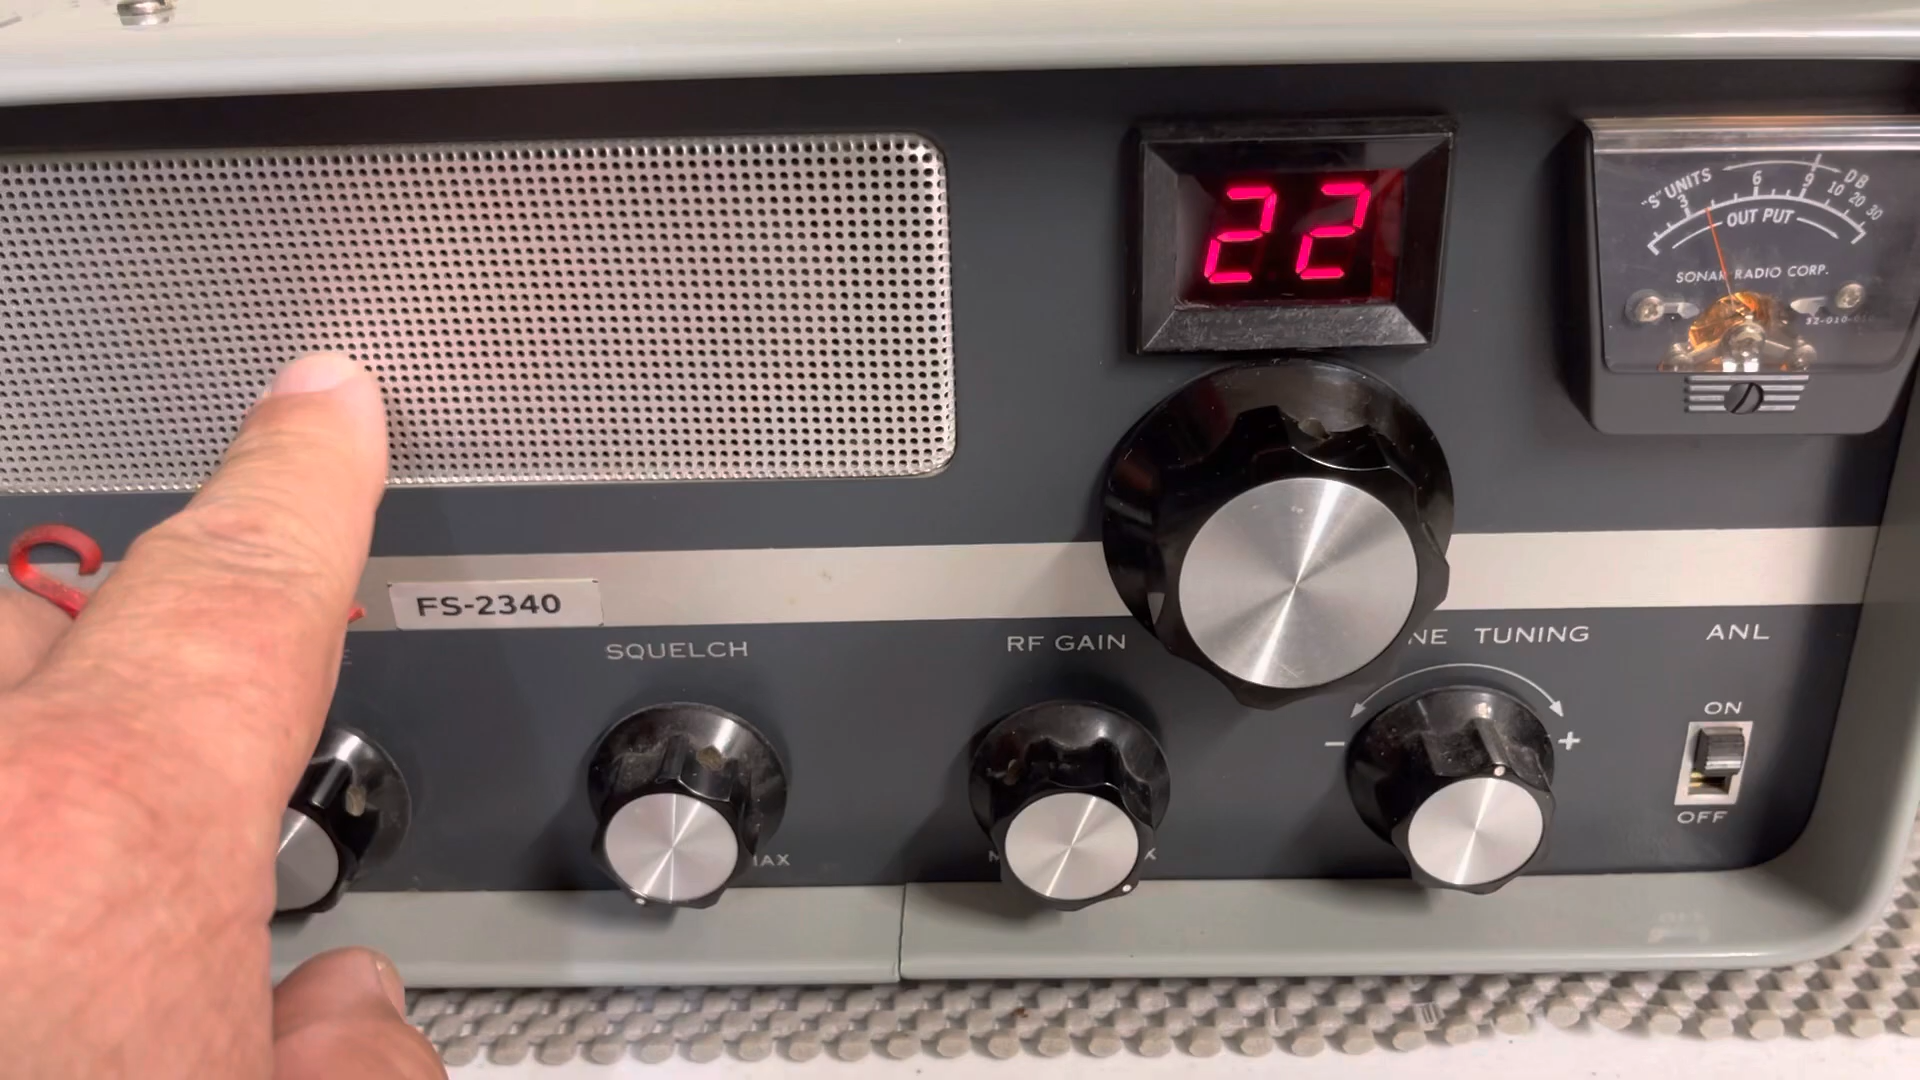 22
"S" UNITS 3 6 9 DB
10 20 30
OUT PUT
SONAR RADIO CORP.
FS-2340
SQUELCH
RF GAIN
TUNING
ANL
ON
- +
OFF